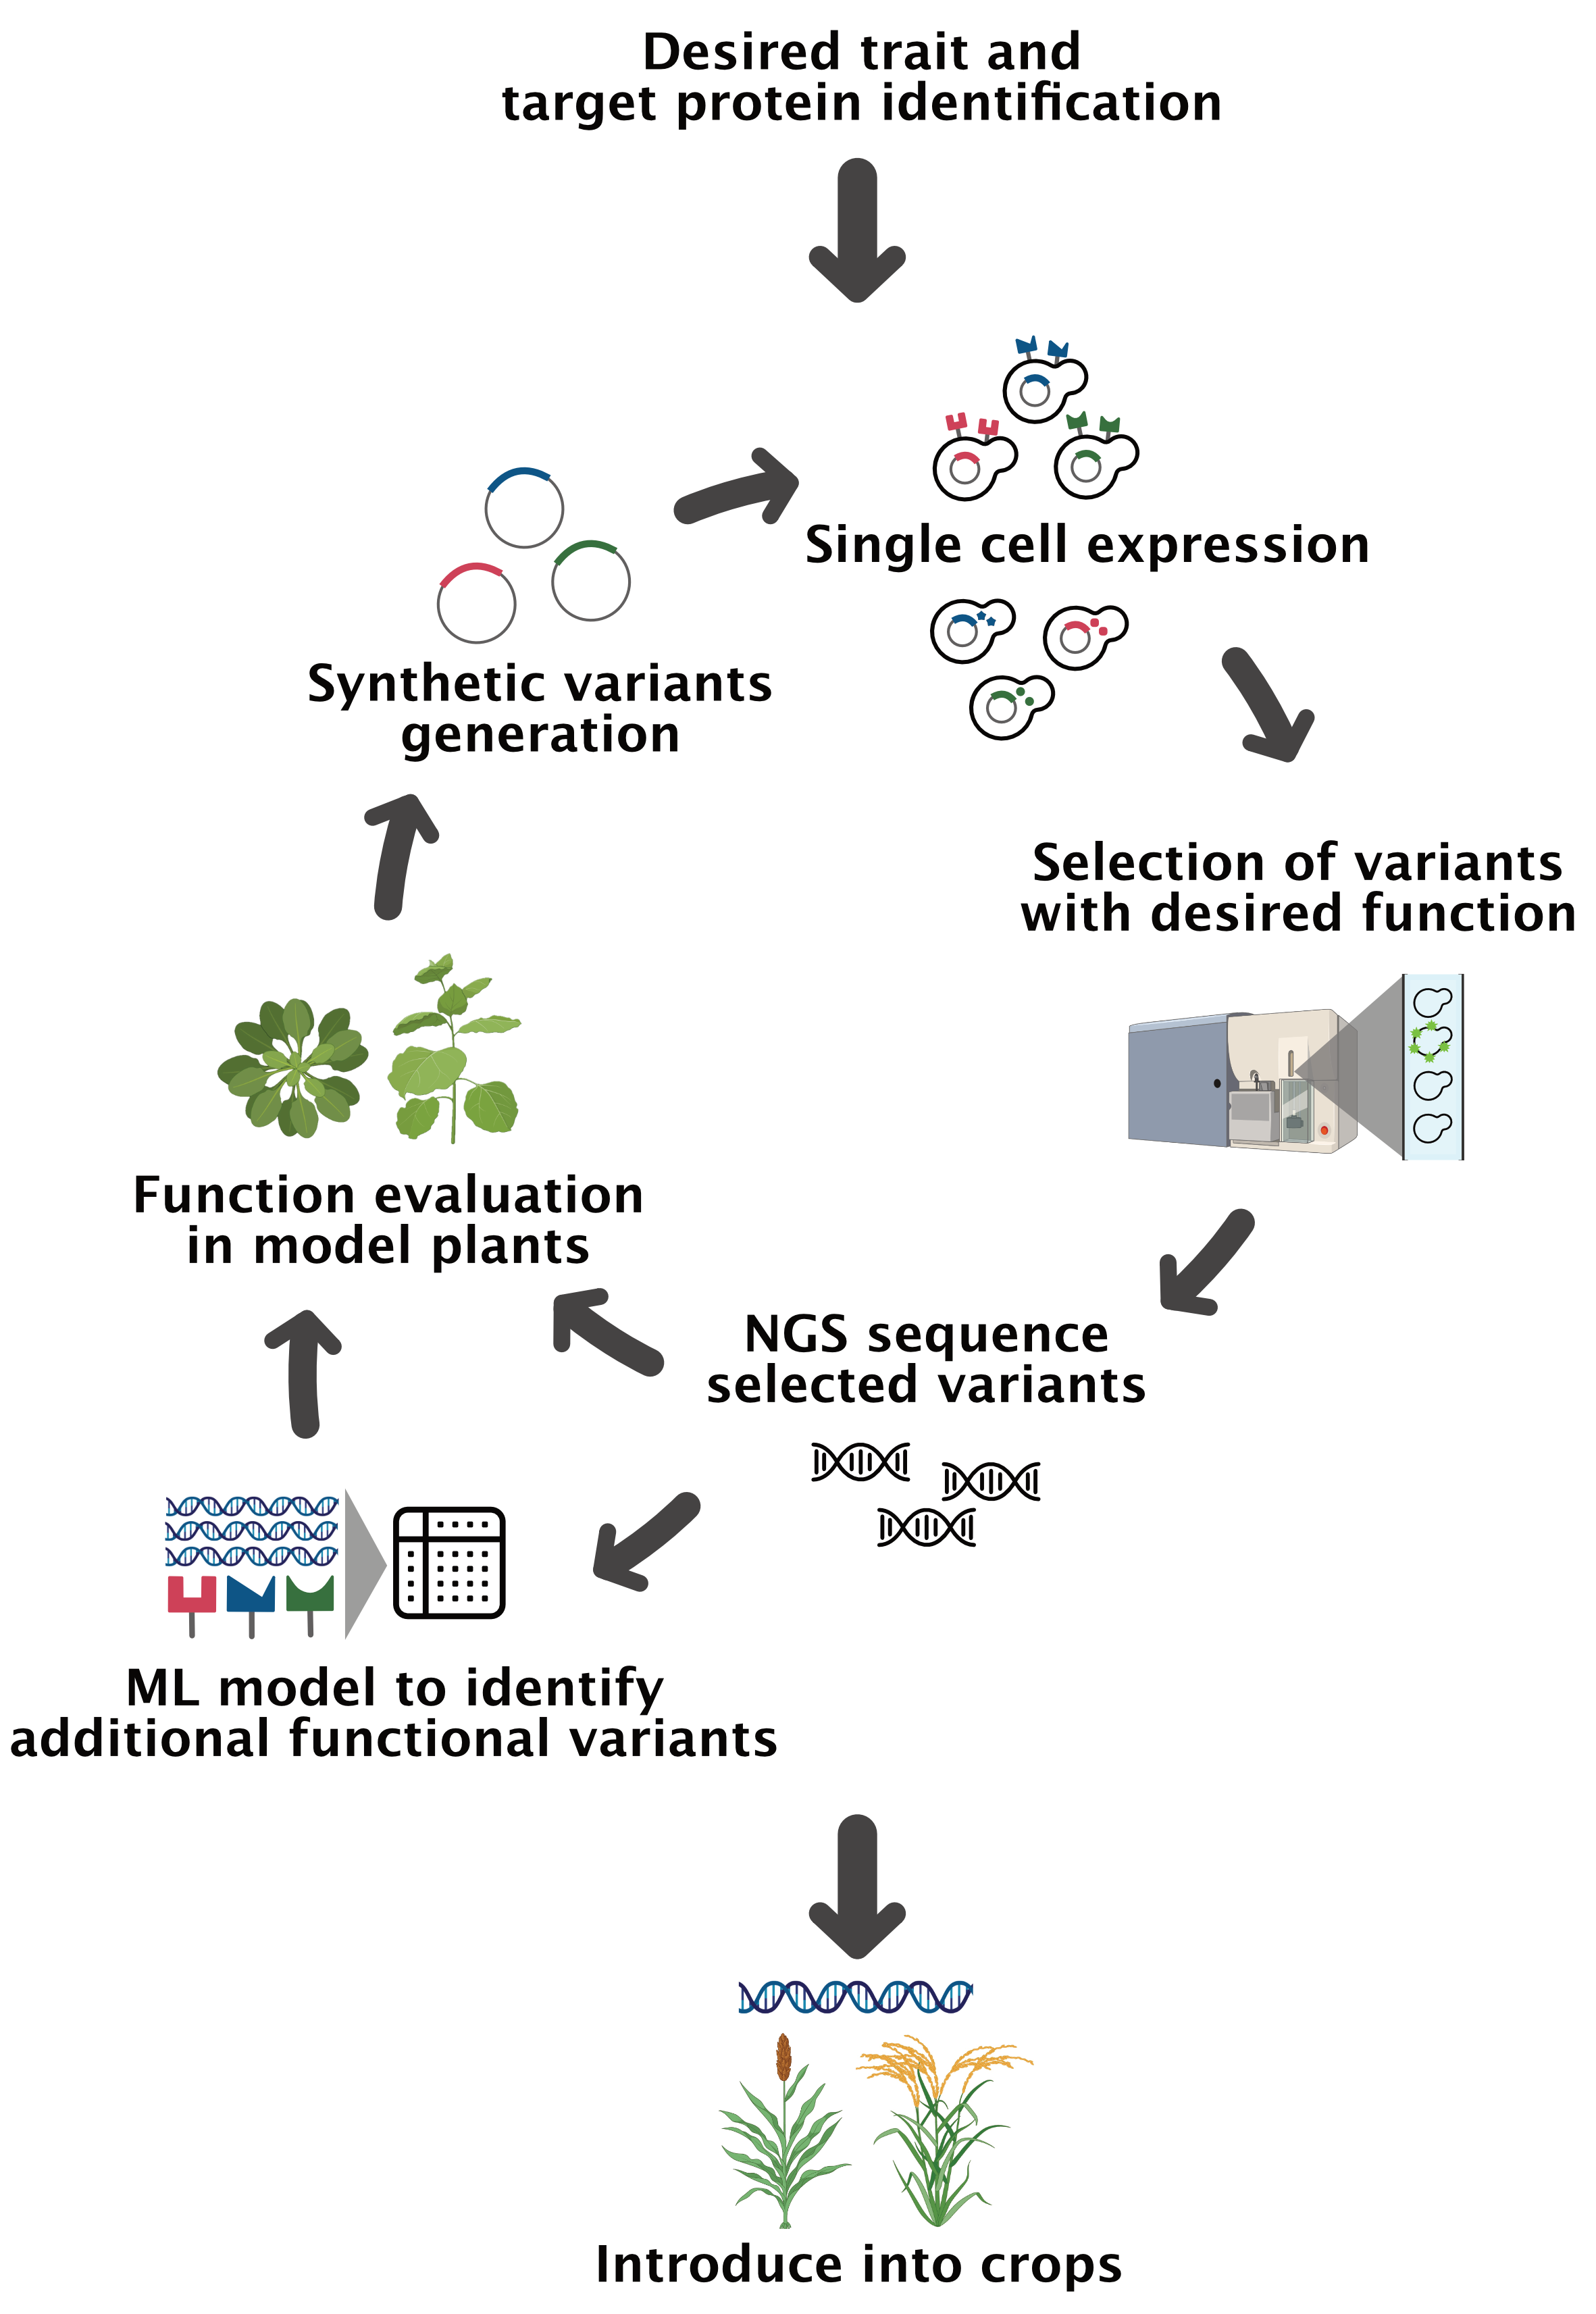 Desired trait and
target protein identification
Single cell expression
Synthetic variants
generation
Selection of variants
with desired function
Function evaluation
in model plants
NGS sequence
selected variants
ML model to identify
additional functional variants
Introduce into crops